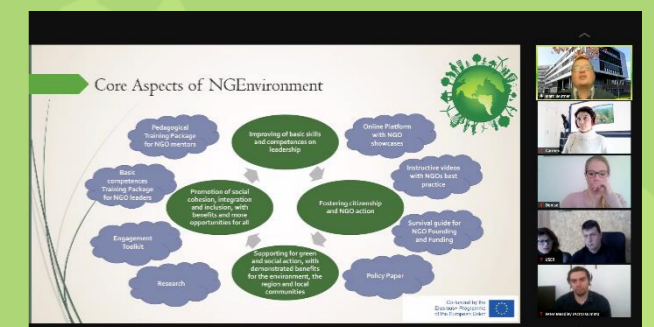 Core Aspects of NGEnvironment
Pedagogical
Training Package
for NGO mentors
Improving of basic skills
and competences on
leadership
Online Platform
with NGO
showcases
Basic
competences
Training Package
for NGO leaders
Promotion of social
cohesion, integration
and inclusion, with
benefits and more
opportunities for all
Fostering citizenship
and NGO action
Instructive videos
with NGOs best
practice
Engagement
Toolkit
Survival guide for
NGO Founding
and Funding
Research
Supporting for green
and social action, with
demonstrated benefits
for the environment, the
region and local
communities
Policy Paper
Co-funded by the
Erasmus+ Programme
of the European Union